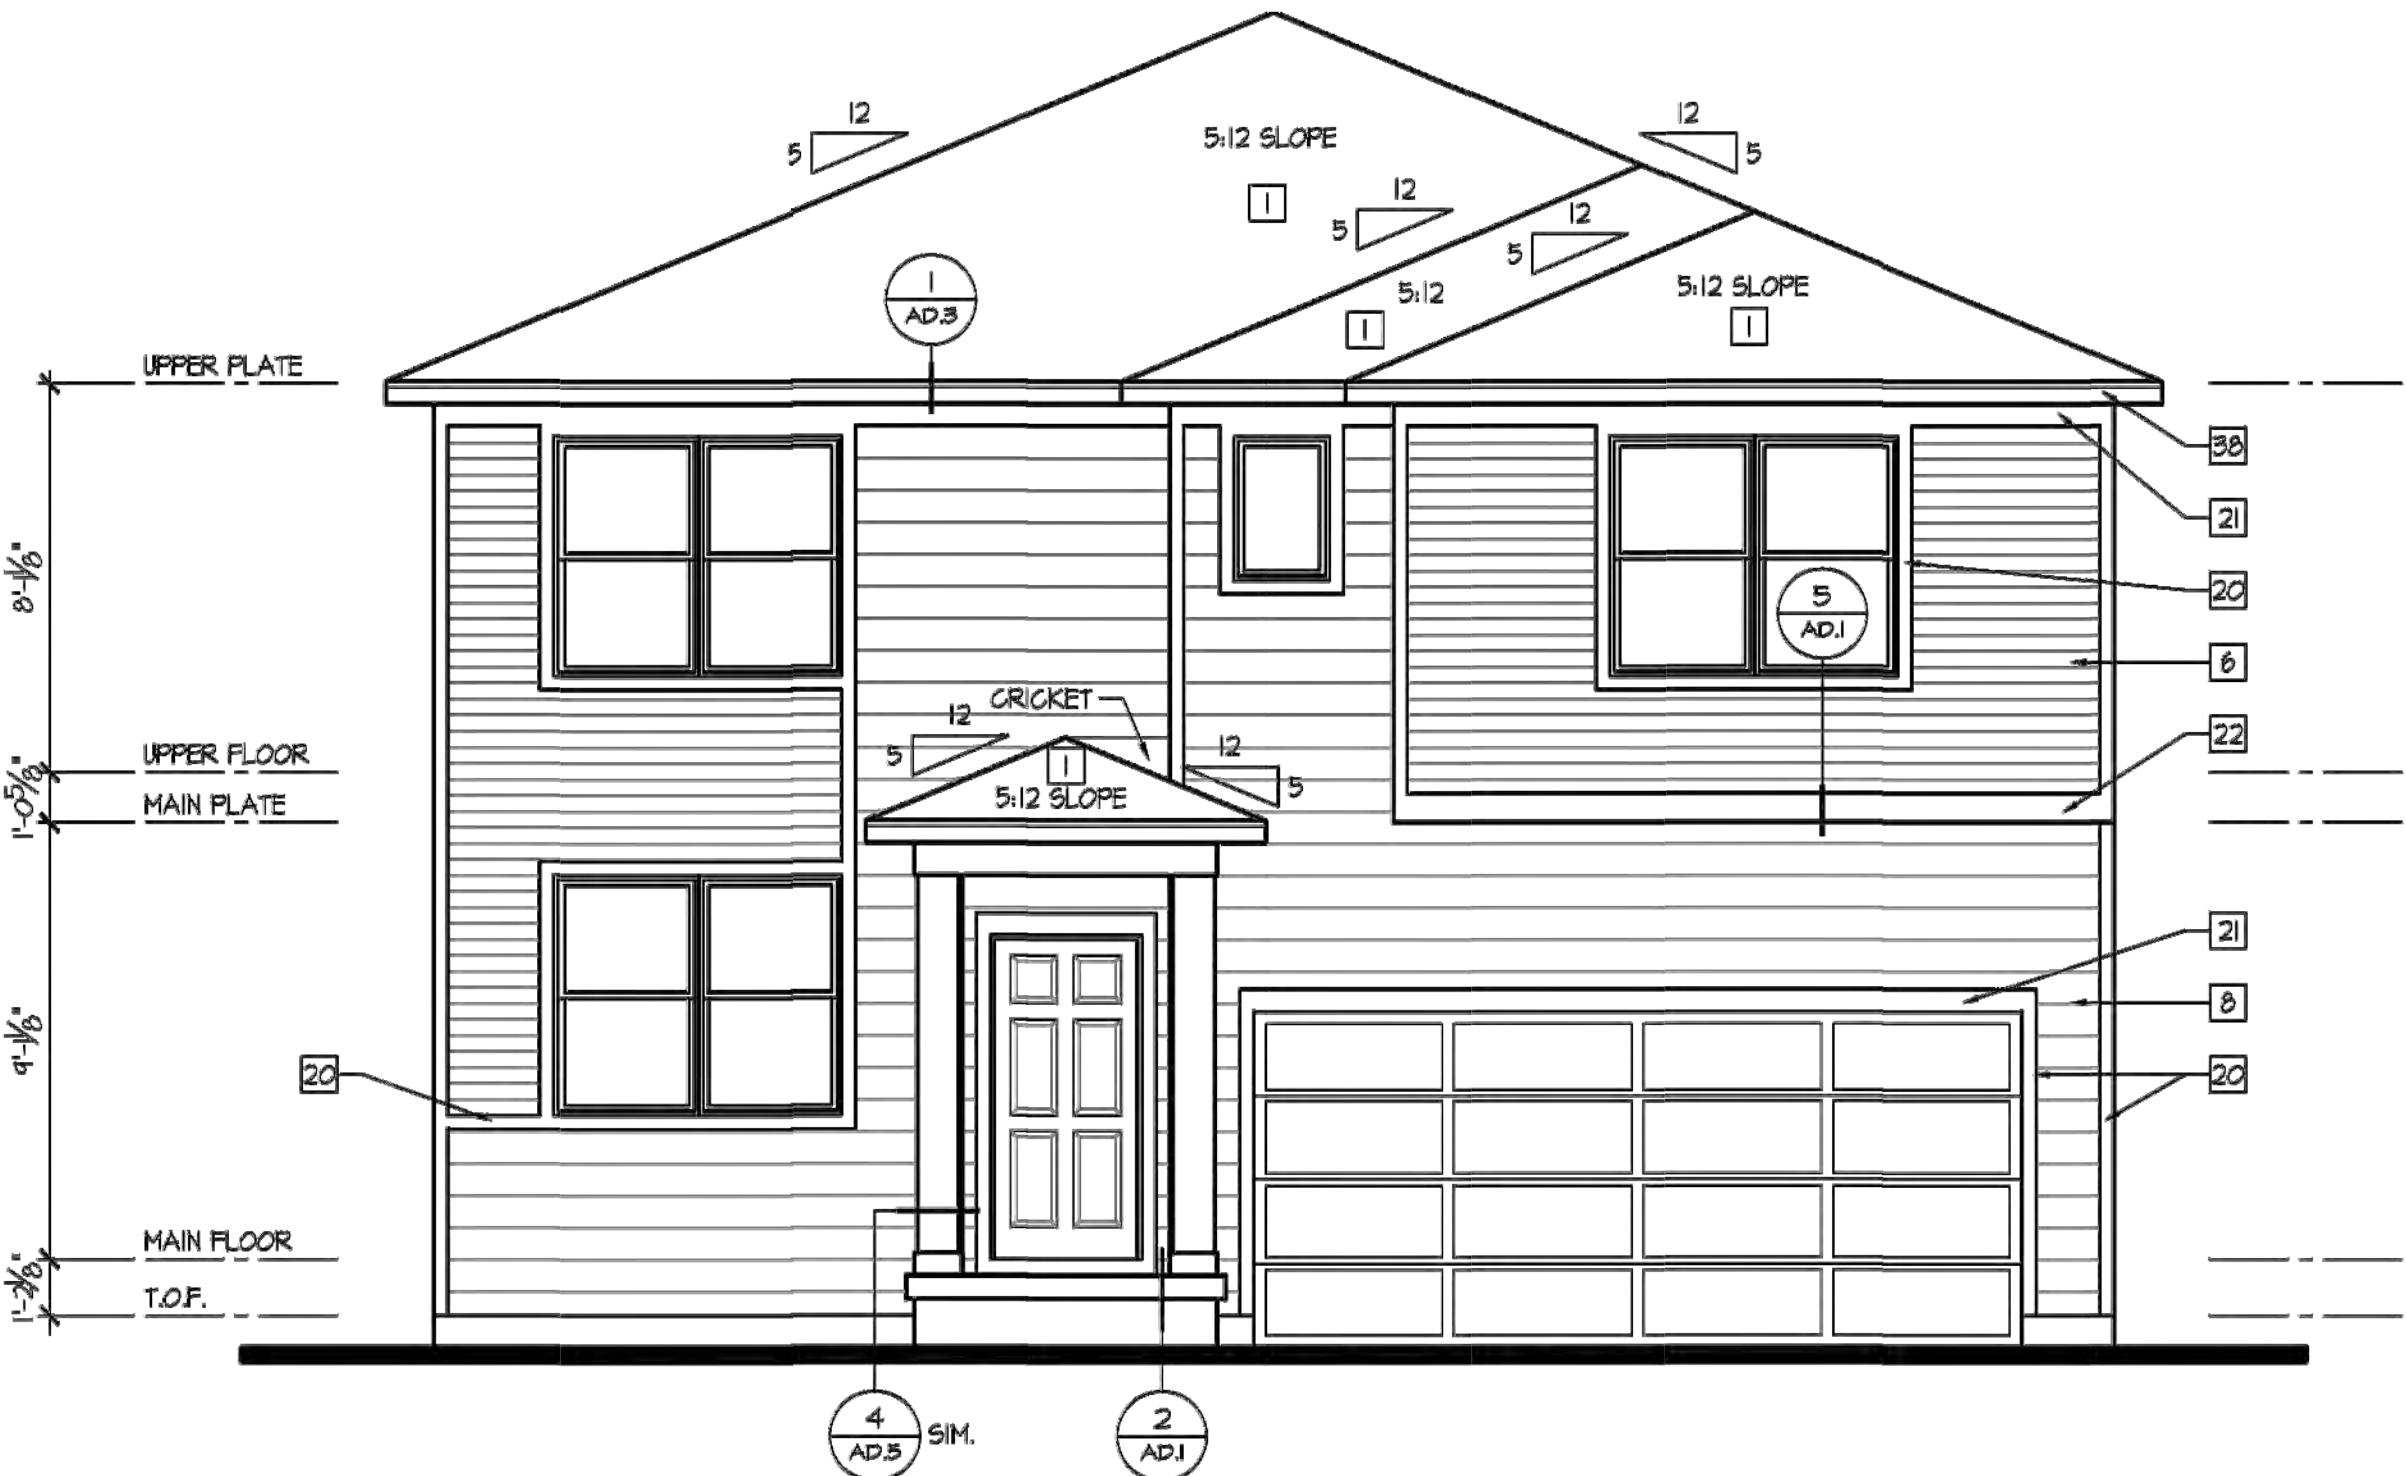 12
5
5:12 SLOPE
1
12
5
12
5
12
5
5:12
1
5:12 SLOPE
1
1
AD.3
UPPER PLATE
38
21
20
6
22
5
AD.1
8'-1⅛"
CRICKET
12
5
1
5:12 SLOPE
12
5
UPPER FLOOR
1'-0⅝"
MAIN PLATE
9'-1⅛"
21
8
20
20
MAIN FLOOR
1'-2⅛"
T.O.F.
4
AD.5
SIM.
2
AD.1